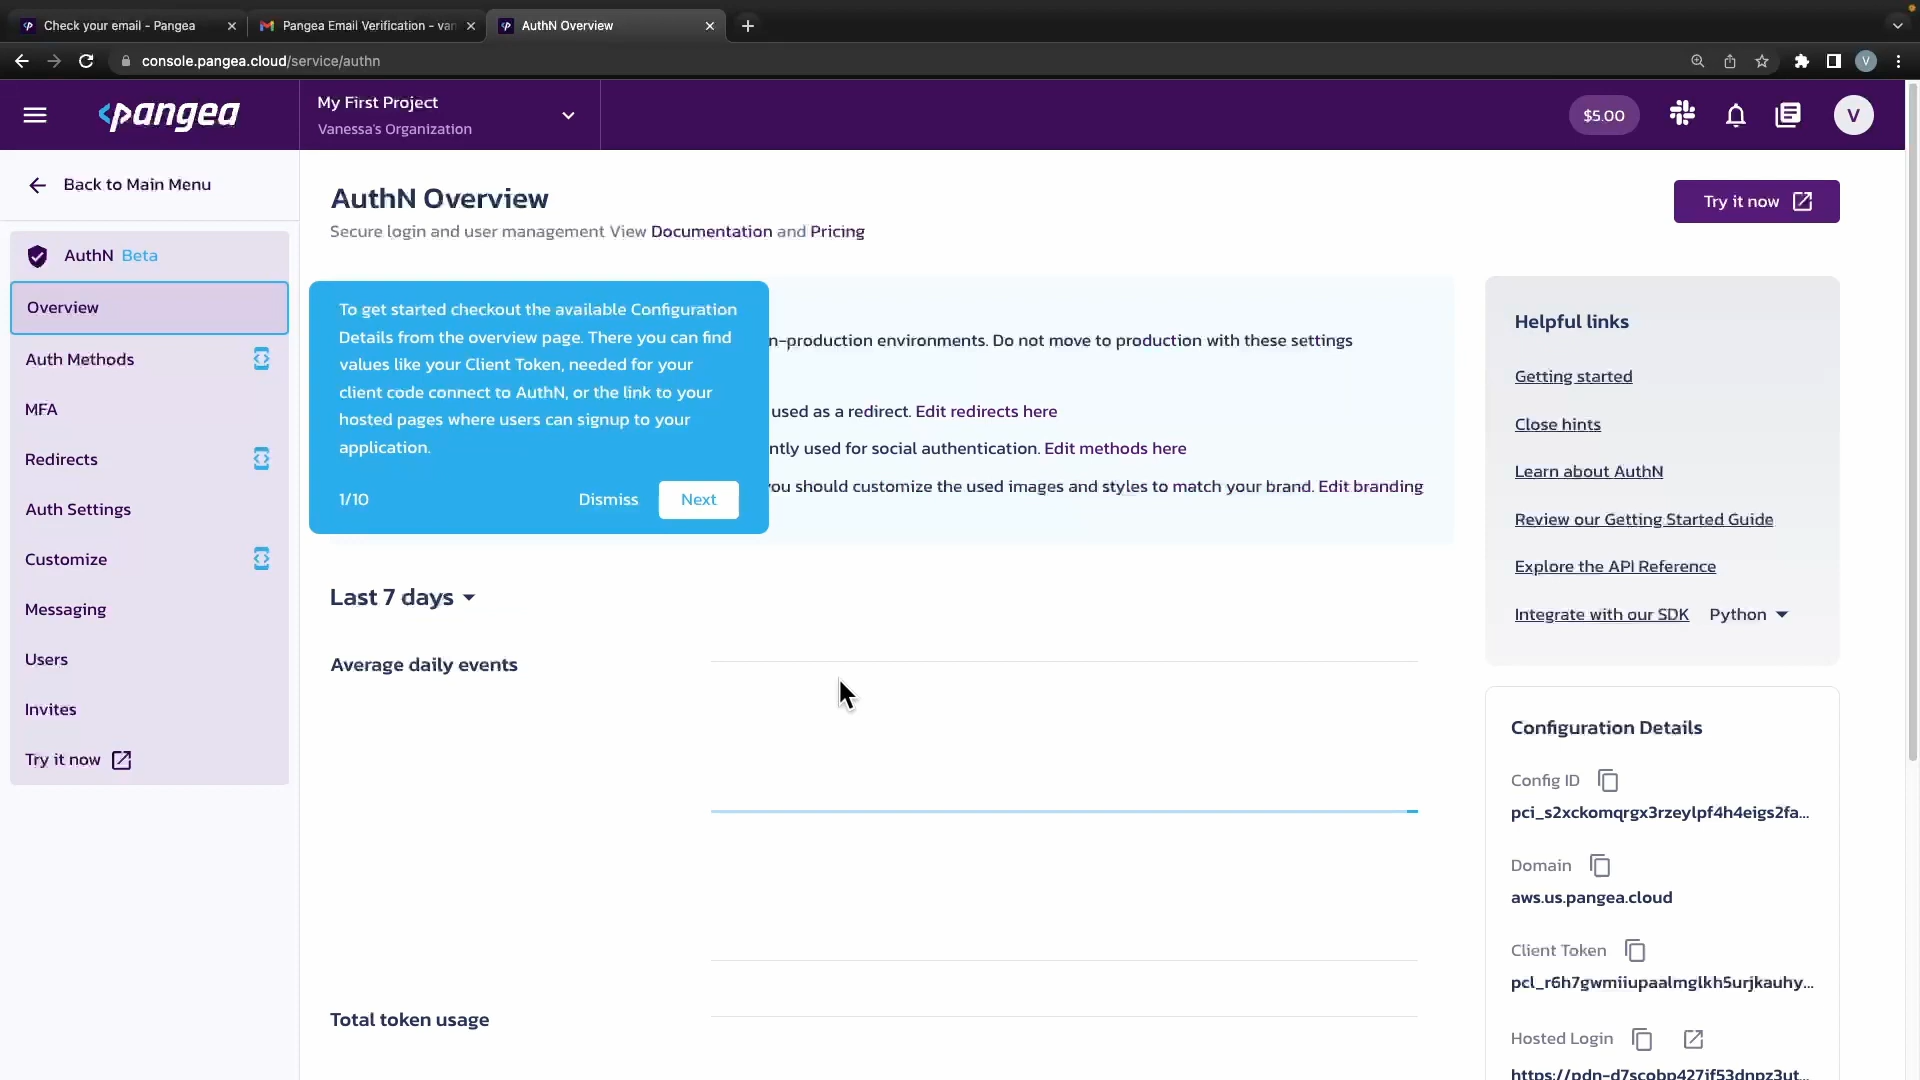 Check your email - Pangea
Pangea Email Verification - van
AuthN Overview
console.pangea.cloud/service/authn
V
pangea
My First Project
Vanessa's Organization
$5.00
V
Back to Main Menu
AuthN Beta
Overview
Auth Methods
MFA
Redirects
Auth Settings
Customize
Messaging
Users
Invites
Try it now
AuthN Overview
Secure login and user management View Documentation and Pricing
Try it now
To get started checkout the available Configuration
Details from the overview page. There you can find
values like your Client Token, needed for your
client code connect to AuthN, or the link to your
hosted pages where users can signup to your
application.
1/10
Dismiss
Next
n-production environments. Do not move to production with these settings
used as a redirect. Edit redirects here
ntly used for social authentication. Edit methods here
you should customize the used images and styles to match your brand. Edit branding
Last 7 days
Average daily events
Total token usage
Helpful links
Getting started
Close hints
Learn about AuthN
Review our Getting Started Guide
Explore the API Reference
Integrate with our SDK Python
Configuration Details
Config ID
pci_s2xckomqrgx3rzeylpf4h4eigs2fa...
Domain
aws.us.pangea.cloud
Client Token
pcl_r6h7gwmiiupaalmglkh5urjkauhy...
Hosted Login